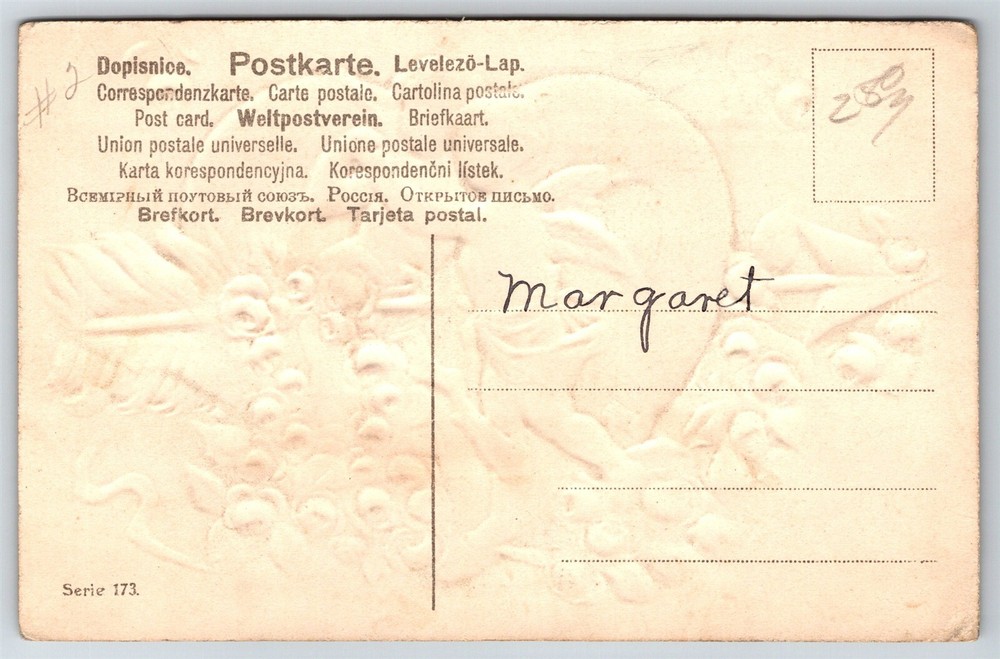 #2
Dopisnice. Postkarte. Levelező-Lap.
Correspondenzkarte. Carte postale. Cartolina postale.
Post card. Weltpostverein. Briefkaart.
Union postale universelle. Unione postale universale.
Karta korespondencyjna. Korespondenční lístek.
Всемірный поутовый союзъ. Россія. Открытое письмо.
Brefkort. Brevkort. Tarjeta postal.
Margaret
Serie 173.